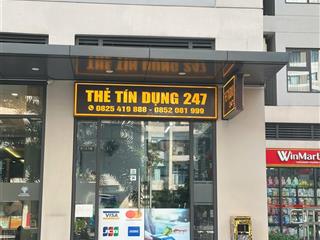 THẺ TÍN DỤNG 247
0825 419 888 - 0852 081 999
WinMart
VISA
JCB